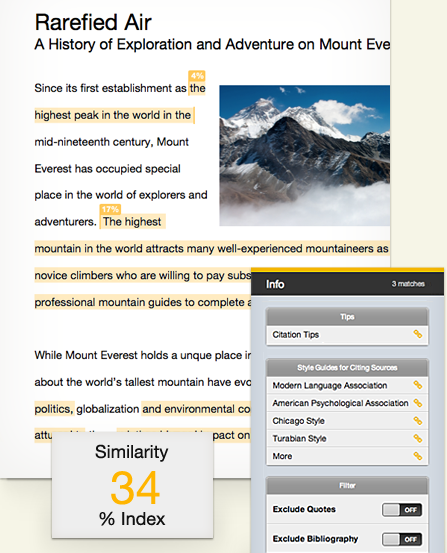 Rarefied Air
A History of Exploration and Adventure on Mount Eve
4%
Since its first establishment as the
highest peak in the world in the
mid-nineteenth century, Mount
Everest has occupied special
place in the world of explorers and
17%
adventurers. The highest
mountain in the world attracts many well-experienced mountaineers as
novice climbers who are willing to pay subs
professional mountain guides to complete a
While Mount Everest holds a unque place in
about the world's tallest mountain have evo
politics, globalization and environmental co
Similarity
34
% Index
Info
3 matches
Tips
Citation Tips
Style Guides for Citing Sources
Modern Language Association
American Psychological Association
Chicago Style
Turabian Style
More
Filter
Exclude Quotes
OFF
Exclude Bibliography
OFF